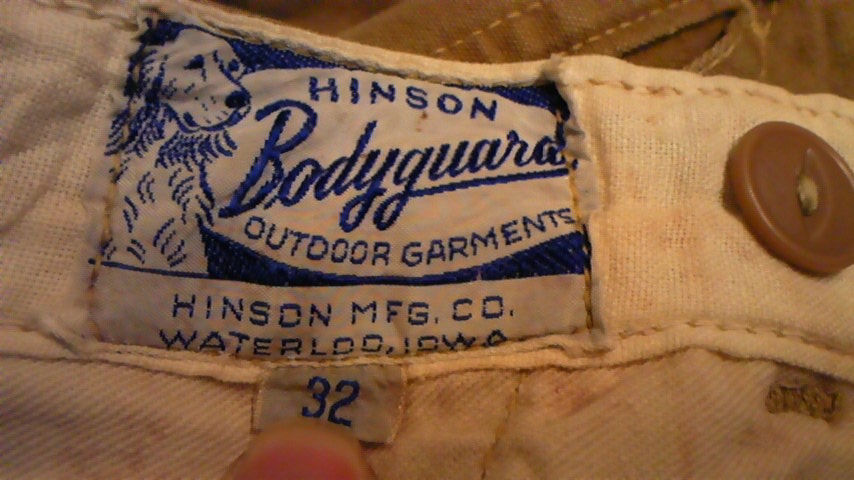 HINSON
Bodyguard
OUTDOOR GARMENTS
HINSON MFG. CO.
WATERLOO, IOWA
32